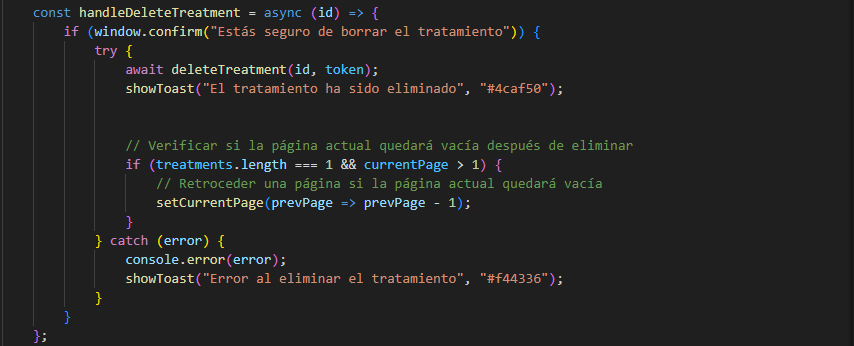 const handleDeleteTreatment = async (id) => {
if (window.confirm("Estás seguro de borrar el tratamiento")) {
try {
await deleteTreatment(id, token);
showToast("El tratamiento ha sido eliminado", "#4caf50");
// Verificar si la página actual quedará vacía después de eliminar
if (treatments.length === 1 && currentPage > 1) {
// Retroceder una página si la página actual quedará vacía
setCurrentPage(prevPage => prevPage - 1);
}
} catch (error) {
console.error(error);
showToast("Error al eliminar el tratamiento", "#f44336");
}
}
};